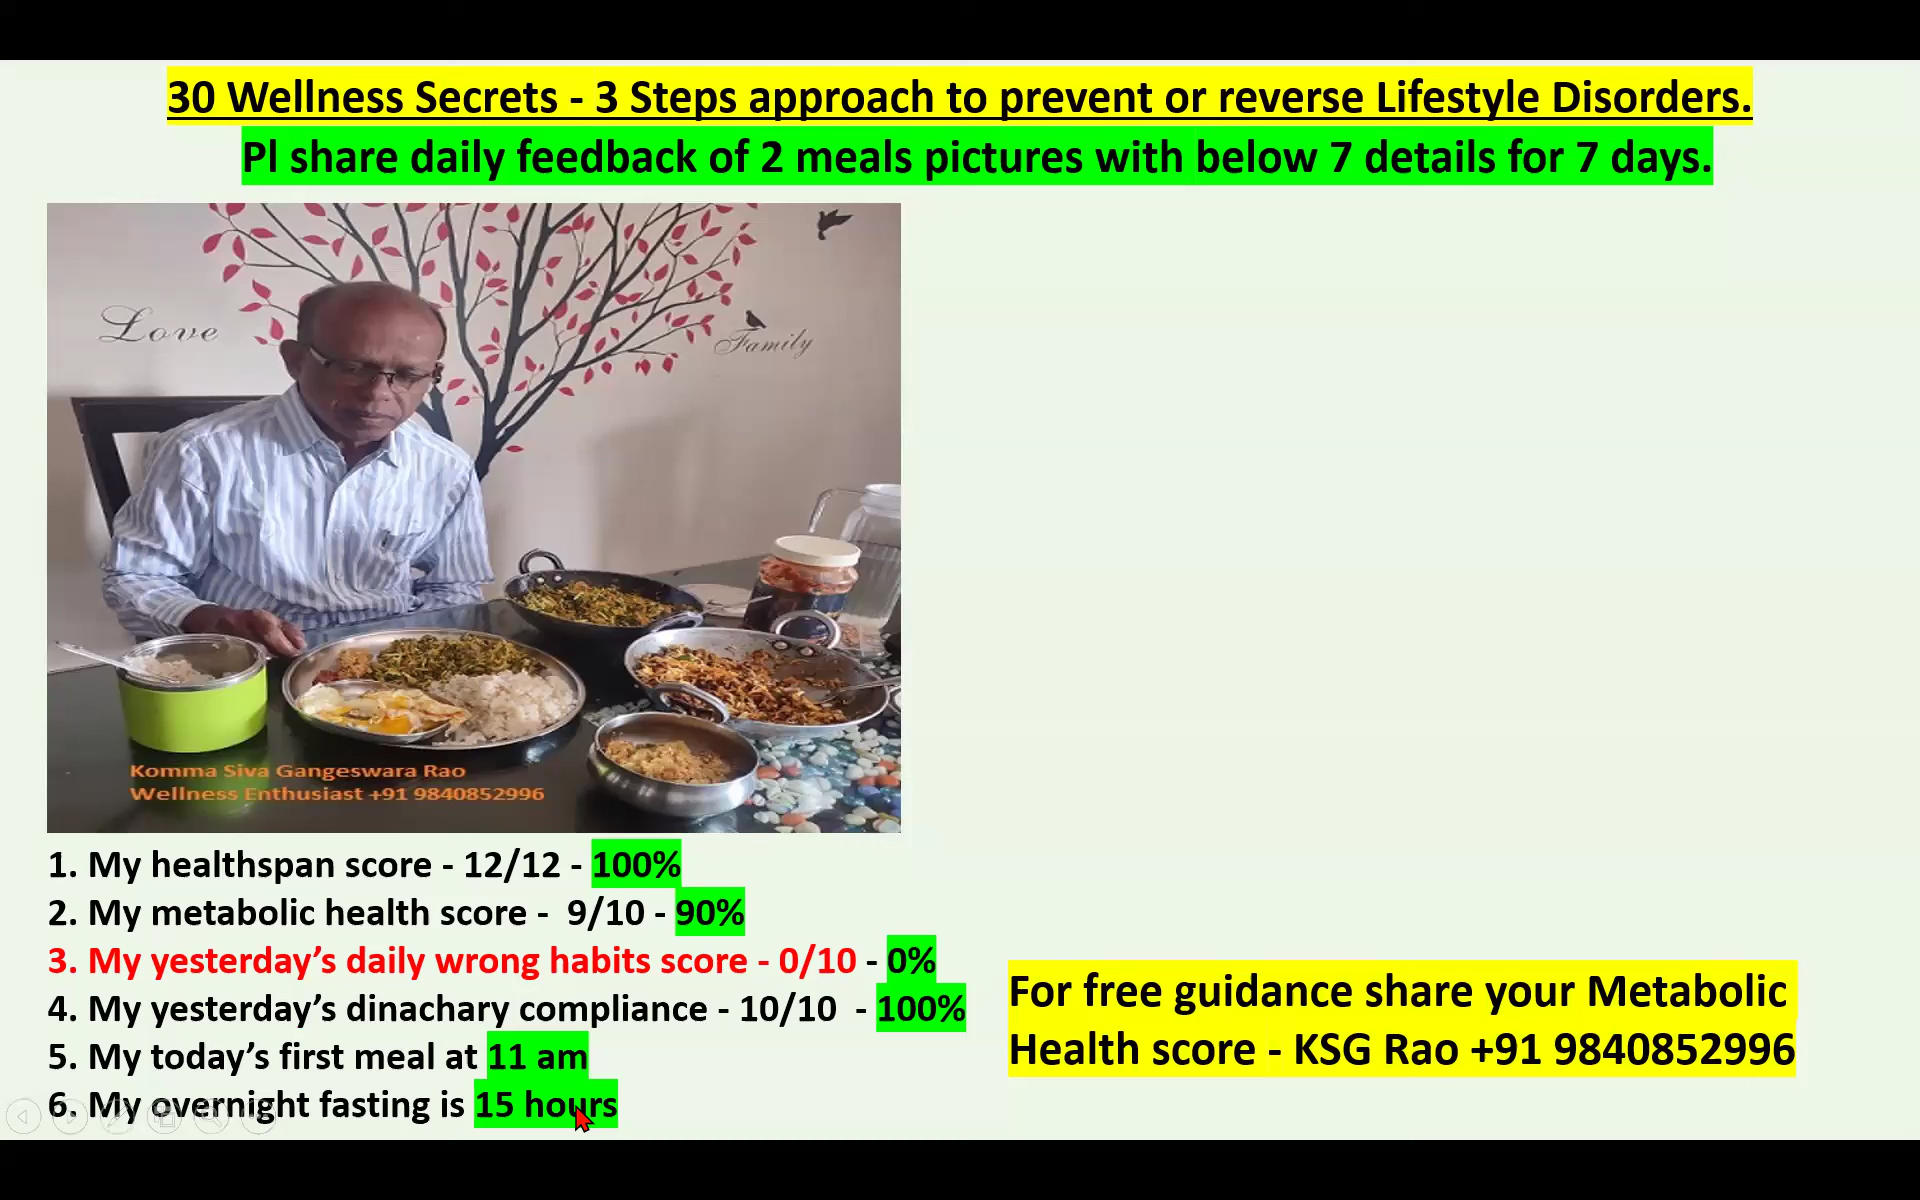 30 Wellness Secrets - 3 Steps approach to prevent or reverse Lifestyle Disorders.
Pl share daily feedback of 2 meals pictures with below 7 details for 7 days.
Love
Family
Komma Siva Gangeswara Rao
Wellness Enthusiast +91 9840852996
1. My healthspan score - 12/12 - 100%
2. My metabolic health score -  9/10 - 90%
3. My yesterday’s daily wrong habits score - 0/10 - 0%
4. My yesterday’s dinachary compliance - 10/10  - 100%
5. My today’s first meal at 11 am
6. My overnight fasting is 15 hours
For free guidance share your Metabolic
Health score - KSG Rao +91 9840852996